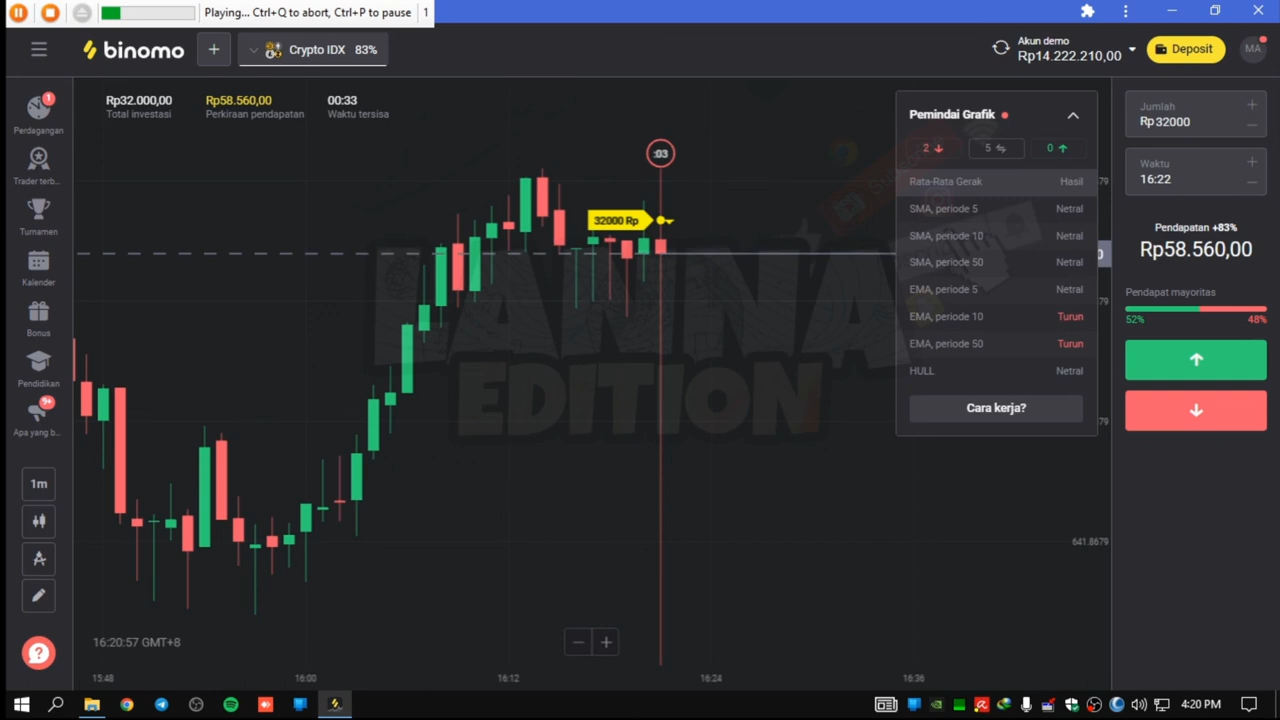 Playing... Ctrl+Q to abort, Ctrl+P to pause 1
binomo
+
Crypto IDX 83%
Akun demo
Rp14.222.210,00
Deposit
MA
1
Perdagangan
Trader terb...
Turnamen
Kalender
Bonus
Pendidikan
9+
Apa yang b...
1m
?
Rp32.000,00
Total investasi
Rp58.560,00
Perkiraan pendapatan
00:33
Waktu tersisa
:03
32000 Rp
LANNA
EDITION
Pemindai Grafik
2 5 0
Rata-Rata Gerak Hasil
SMA, periode 5 Netral
SMA, periode 10 Netral
SMA, periode 50 Netral
EMA, periode 5 Netral
EMA, periode 10 Turun
EMA, periode 50 Turun
HULL Netral
Cara kerja?
641.8679
16:20:57 GMT+8
15:48 16:00 16:12 16:24 16:36
Jumlah
Rp32000
Waktu
16:22
Pendapatan +83%
Rp58.560,00
Pendapat mayoritas
52% 48%
4:20 PM